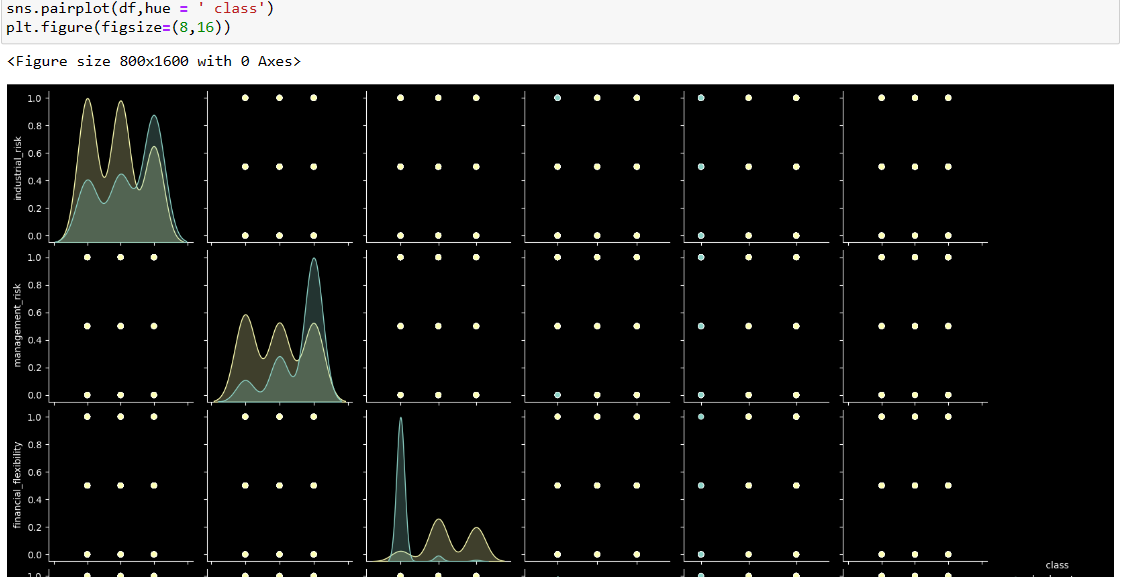 sns.pairplot(df,hue = ' class')
plt.figure(figsize=(8,16))
<Figure size 800x1600 with 0 Axes>
1.0
0.8
0.6
0.4
0.2
0.0
industrial_risk
1.0
0.8
0.6
0.4
0.2
0.0
management_risk
1.0
0.8
0.6
0.4
0.2
0.0
financial_flexibility
class
1.0